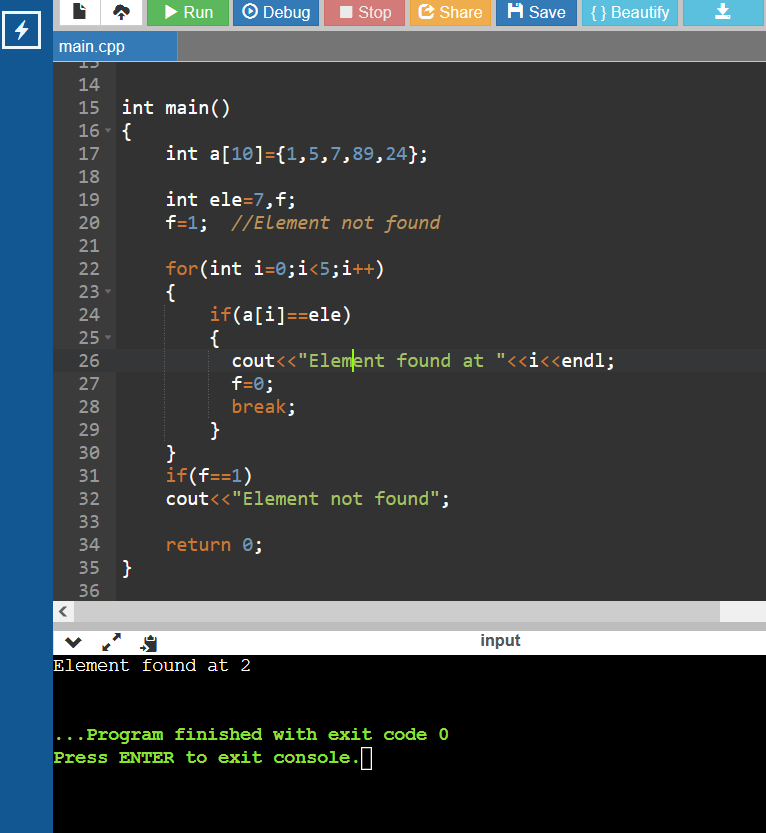 Run Debug Stop Share Save { } Beautify
main.cpp
13
14
15 int main()
16 {
17     int a[10]={1,5,7,89,24};
18
19     int ele=7,f;
20     f=1;  //Element not found
21
22     for(int i=0;i<5;i++)
23     {
24         if(a[i]==ele)
25         {
26           cout<<"Element found at "<<i<<endl;
27           f=0;
28           break;
29         }
30     }
31     if(f==1)
32     cout<<"Element not found";
33
34     return 0;
35 }
36
input
Element found at 2
...Program finished with exit code 0
Press ENTER to exit console.